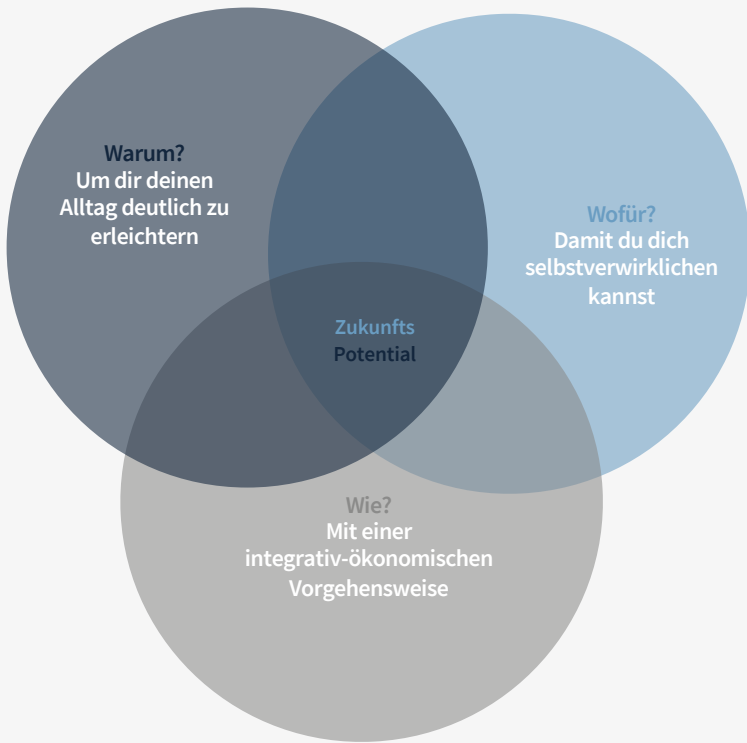 Warum?
Um dir deinen
Alltag deutlich zu
erleichtern
Wofür?
Damit du dich
selbstverwirklichen
kannst
Zukunfts
Potential
Wie?
Mit einer
integrativ-ökonomischen
Vorgehensweise